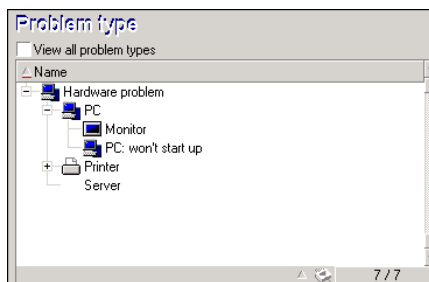 Problem type
View all problem types
Name
Hardware problem
PC
Monitor
PC: won't start up
Printer
Server
7 / 7